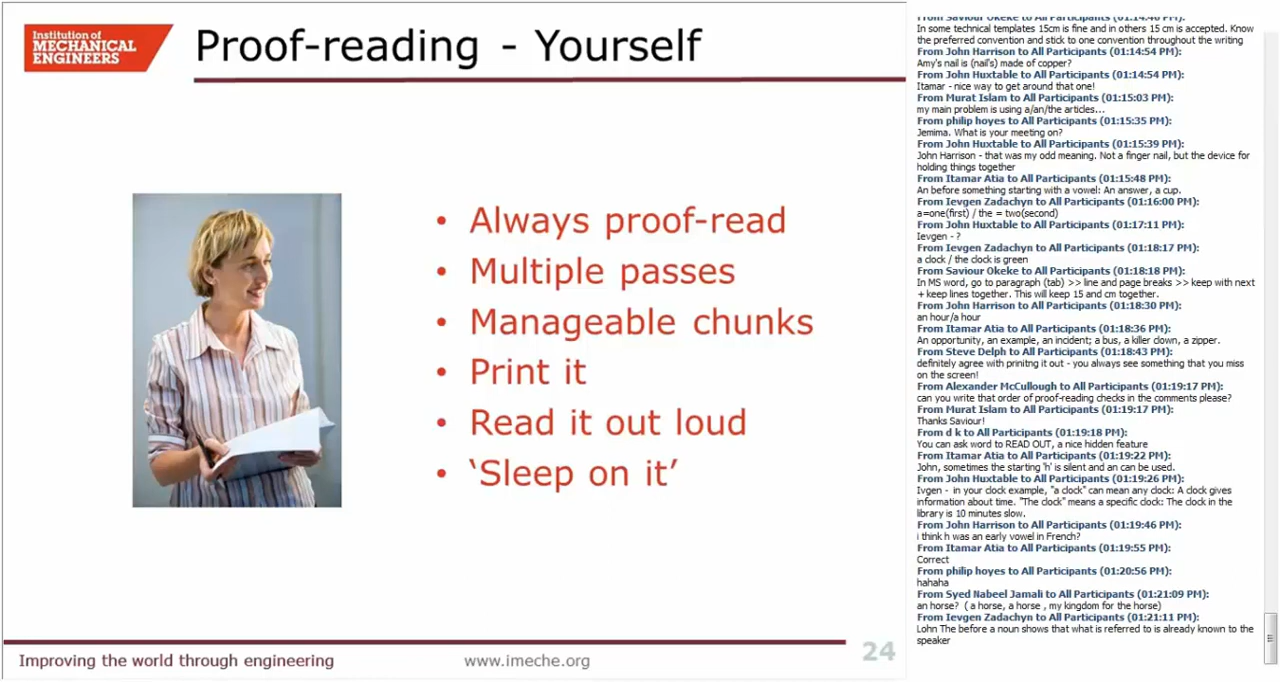 Institution of
MECHANICAL
ENGINEERS
Proof-reading - Yourself
• Always proof-read
• Multiple passes
• Manageable chunks
• Print it
• Read it out loud
• ‘Sleep on it’
Improving the world through engineering
www.imeche.org
24
From Saviour Okeke to All Participants (01:14:46 PM):
In some technical templates 15cm is fine and in others 15 cm is accepted. Know
the preferred convention and stick to one convention throughout the writing
From John Harrison to All Participants (01:14:54 PM):
Amy's nail is (nail's) made of copper?
From John Huxtable to All Participants (01:14:54 PM):
Itamar - nice way to get around that one!
From Murat Islam to All Participants (01:15:03 PM):
my main problem is using a/an/the articles...
From philip hoyes to All Participants (01:15:35 PM):
Jemima. What is your meeting on?
From John Huxtable to All Participants (01:15:39 PM):
John Harrison - that was my odd meaning. Not a finger nail, but the device for
holding things together
From Itamar Atia to All Participants (01:15:48 PM):
An before something starting with a vowel: An answer, a cup.
From Ievgen Zadachyn to All Participants (01:16:00 PM):
a=one(first) / the = two(second)
From John Huxtable to All Participants (01:17:11 PM):
Ievgen - ?
From Ievgen Zadachyn to All Participants (01:18:17 PM):
a clock / the clock is green
From Saviour Okeke to All Participants (01:18:18 PM):
In MS word, go to paragraph (tab) >> line and page breaks >> keep with next
+ keep lines together. This will keep 15 and cm together.
From John Harrison to All Participants (01:18:30 PM):
an hour/a hour
From Itamar Atia to All Participants (01:18:36 PM):
An opportunity, an example, an incident; a bus, a killer clown, a zipper.
From Steve Delph to All Participants (01:18:43 PM):
definitely agree with prinitng it out - you always see something that you miss
on the screen!
From Alexander McCullough to All Participants (01:19:17 PM):
can you write that order of proof-reading checks in the comments please?
From Murat Islam to All Participants (01:19:17 PM):
Thanks Saviour!
From d k to All Participants (01:19:18 PM):
You can ask word to READ OUT, a nice hidden feature
From Itamar Atia to All Participants (01:19:22 PM):
John, sometimes the starting 'h' is silent and an can be used.
From John Huxtable to All Participants (01:19:26 PM):
Ivgen - in your clock example, "a clock" can mean any clock: A clock gives
information about time. "The clock" means a specific clock: The clock in the
library is 10 minutes slow.
From John Harrison to All Participants (01:19:46 PM):
i think h was an early vowel in French?
From Itamar Atia to All Participants (01:19:55 PM):
Correct
From philip hoyes to All Participants (01:20:56 PM):
hahaha
From Syed Nabeel Jamali to All Participants (01:21:09 PM):
an horse? ( a horse, a horse , my kingdom for the horse)
From Ievgen Zadachyn to All Participants (01:21:11 PM):
Lohn The before a noun shows that what is referred to is already known to the
speaker